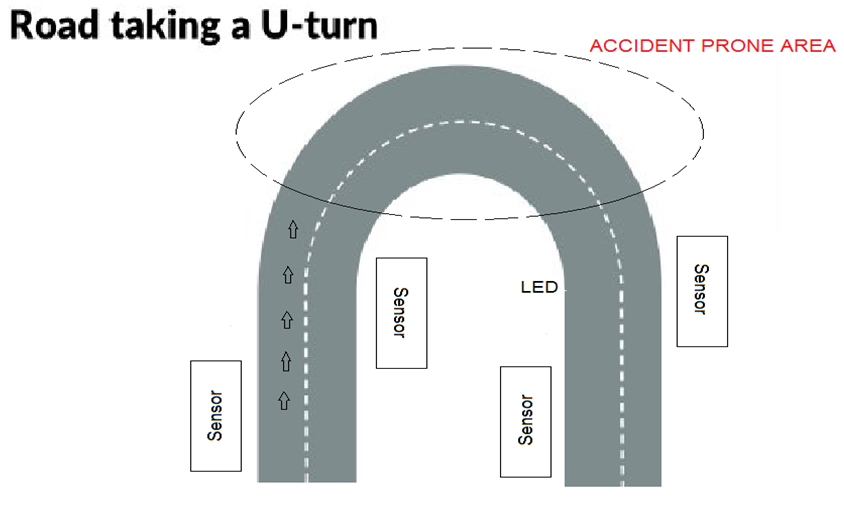 Road taking a U-turn
ACCIDENT PRONE AREA
Sensor
Sensor
LED
Sensor
Sensor